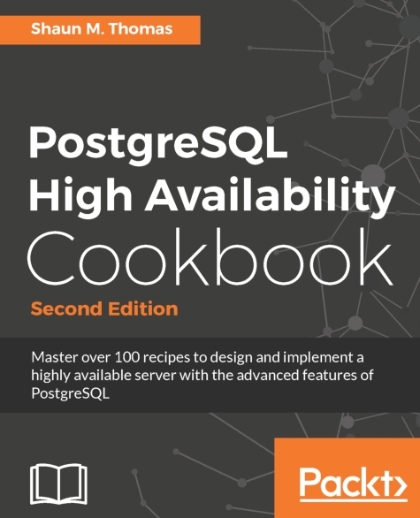 Shaun M. Thomas
PostgreSQL
High Availability
Cookbook
Second Edition
Master over 100 recipes to design and implement a
highly available server with the advanced features of
PostgreSQL
Packt>